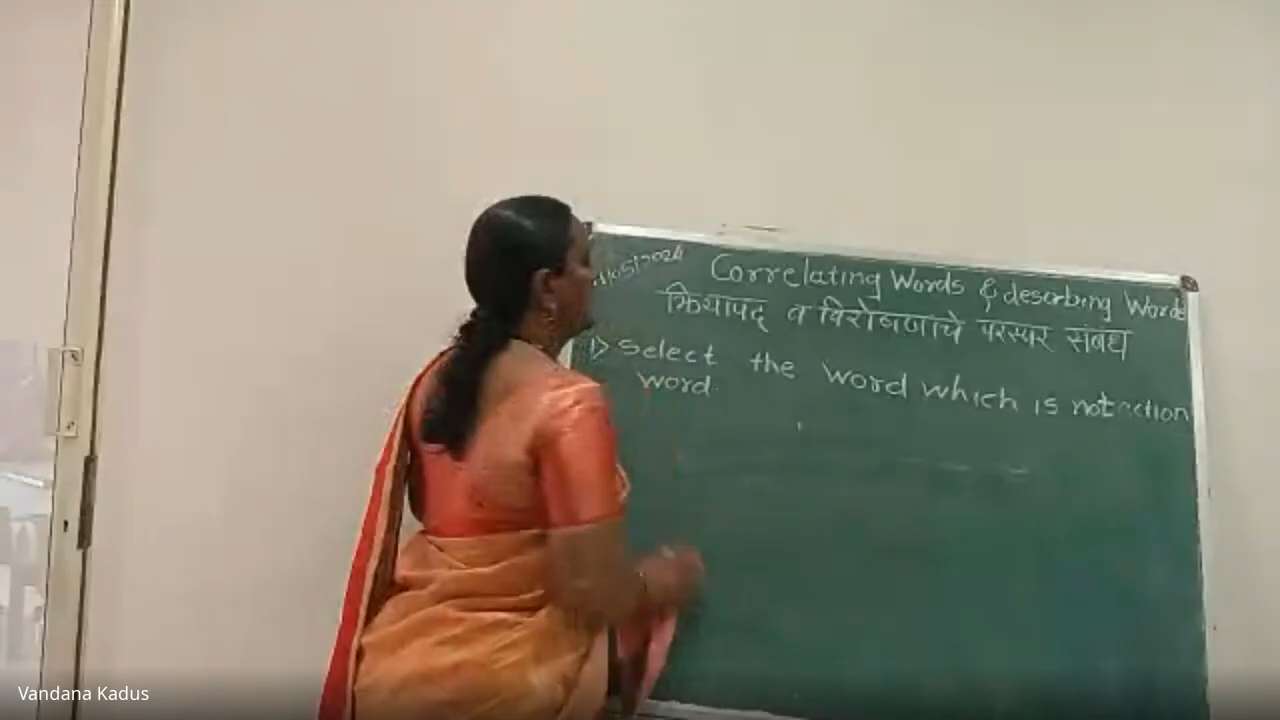 Correlating Words & describing Words
क्रियापद व विशेषणांचे परस्पर संबंध
1) Select the word which is not action
word.
Vandana Kadus